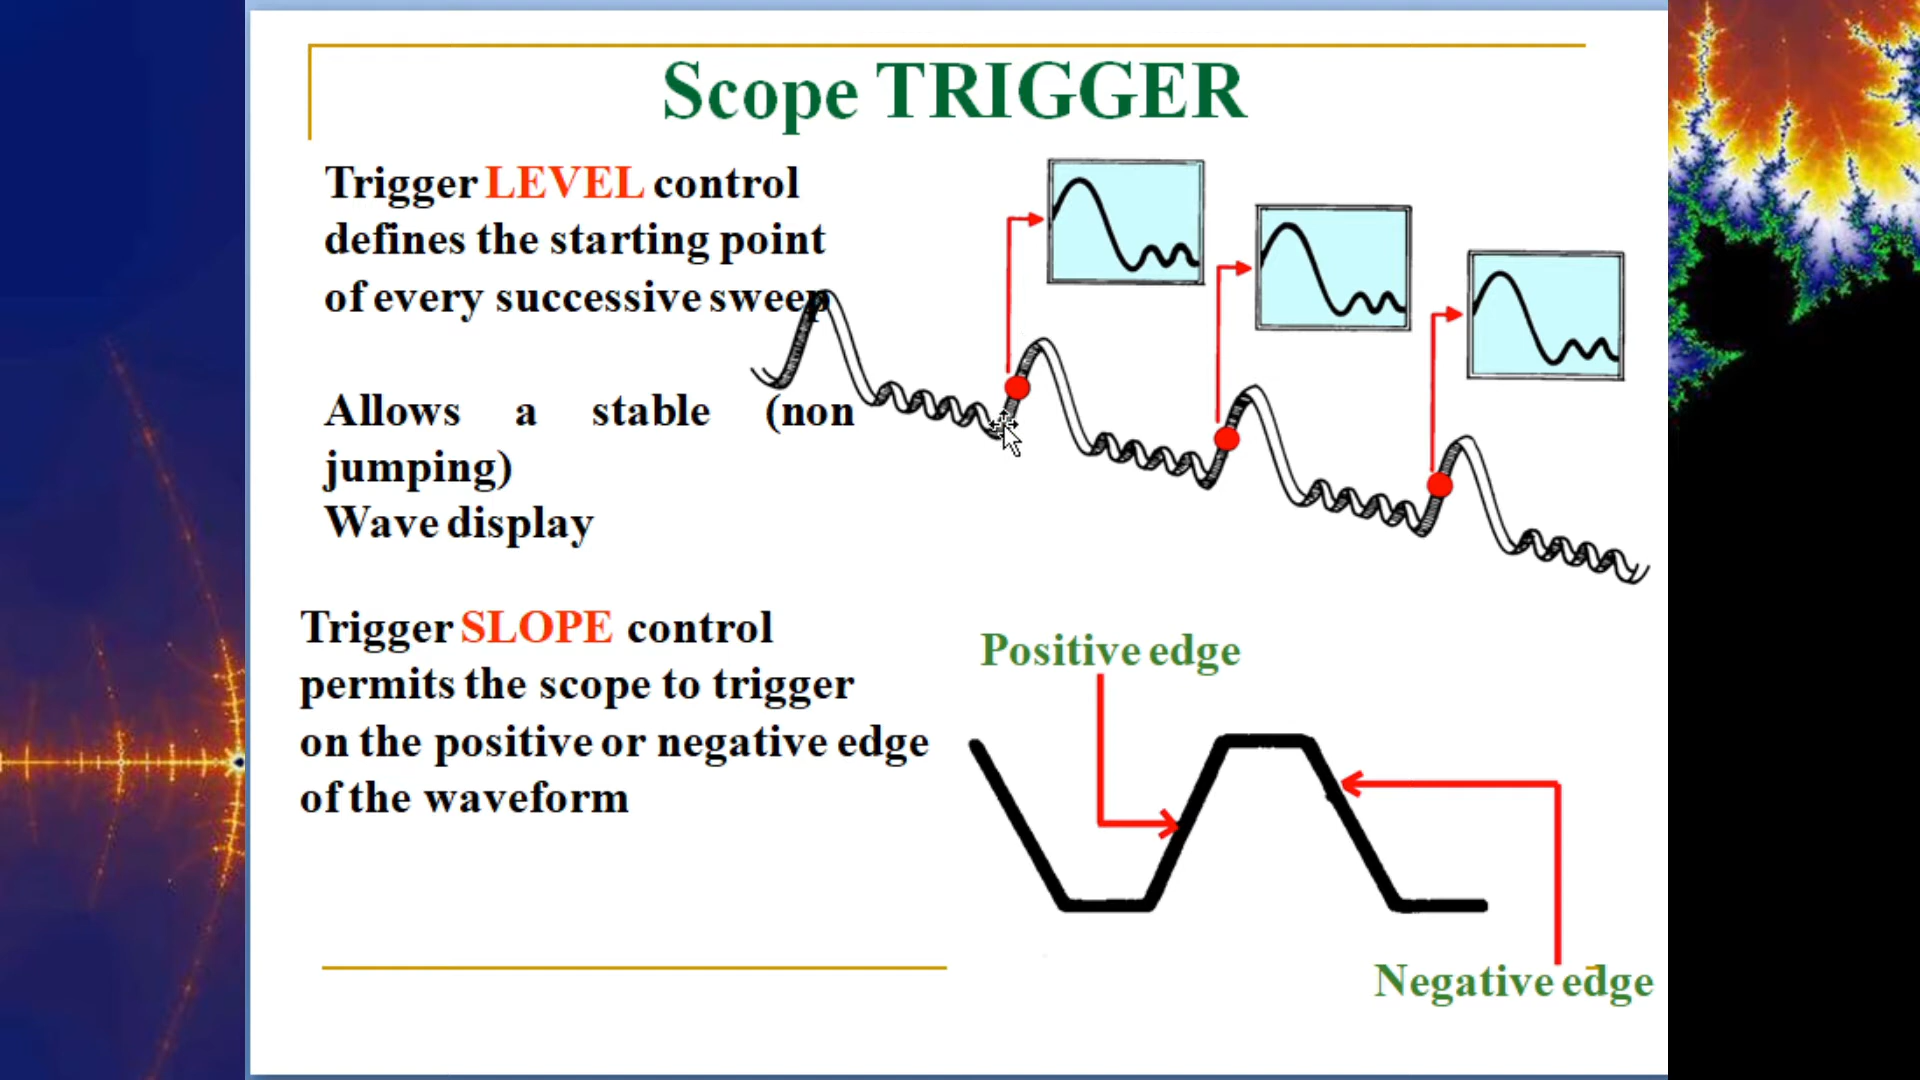 Scope TRIGGER
Trigger LEVEL control
defines the starting point
of every successive sweep
Allows a stable (non
jumping)
Wave display
Trigger SLOPE control
permits the scope to trigger
on the positive or negative edge
of the waveform
Positive edge
Negative edge